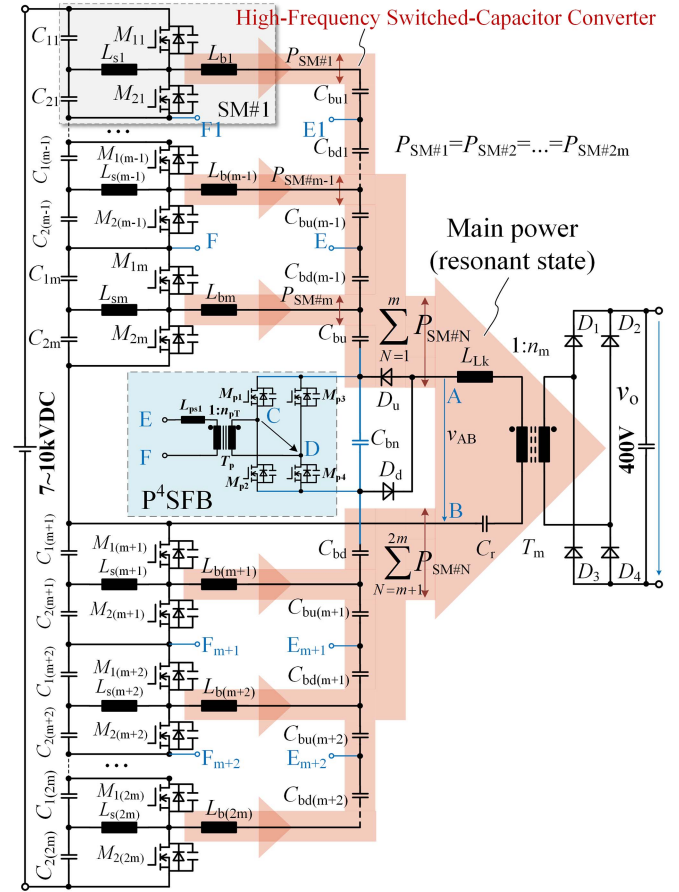 High-Frequency Switched-Capacitor Converter
C11
M11
Ls1
Lb1
PSM#1
C21
M21
SM#1
Cbu1
F1
E1
...
Cbd1
PSM#1=PSM#2=...=PSM#2m
C1(m-1)
M1(m-1)
Ls(m-1)
Lb(m-1)
PSM#m-1
C2(m-1)
M2(m-1)
Cbu(m-1)
F
E
Main power
(resonant state)
C1m
M1m
Cbd(m-1)
Lsm
Lbm
PSM#m
C2m
M2m
Cbu
m
∑ PSM#N
N=1
LLk
1:nm
D1
D2
7~10kVDC
Mp1
Mp3
Du
A
Lps1
1:npT
C
E
F
Tp
D
Cbn
vAB
vo
400V
Mp2
Mp4
Dd
P4SFB
B
C1(m+1)
M1(m+1)
Cbd
Cr
Tm
Ls(m+1)
Lb(m+1)
2m
∑ PSM#N
N=m+1
D3
D4
C2(m+1)
M2(m+1)
Cbu(m+1)
Fm+1
Em+1
C1(m+2)
M1(m+2)
Cbd(m+1)
Ls(m+2)
Lb(m+2)
C2(m+2)
M2(m+2)
Cbu(m+2)
Fm+2
Em+2
...
C1(2m)
M1(2m)
Cbd(m+2)
Ls(2m)
Lb(2m)
C2(2m)
M2(2m)